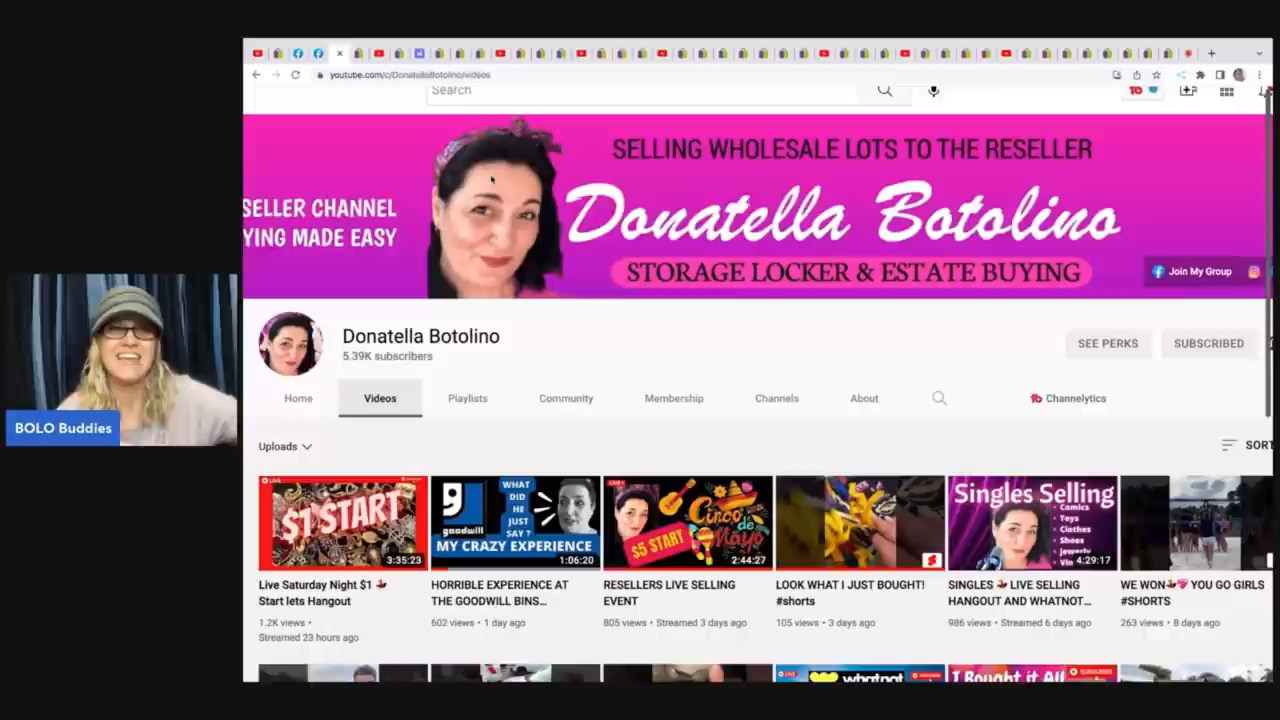 youtube.com/c/DonatellaBotolino/videos
Search
SELLING WHOLESALE LOTS TO THE RESELLER
SELLER CHANNEL
YING MADE EASY
Donatella Botolino
STORAGE LOCKER & ESTATE BUYING
Join My Group
Donatella Botolino
5.39K subscribers
SEE PERKS
SUBSCRIBED
Home
Videos
Playlists
Community
Membership
Channels
About
Channelytics
BOLO Buddies
Uploads
SORT
LIVE
$1 START
3:35:23
goodwill
WHAT
DID
HE
JUST
SAY?
MY CRAZY EXPERIENCE
1:06:20
$5 START
Cinco
de
Mayo
2:44:27
Singles Selling
Comics
Toys
Clothes
Shoes
Jewelry
Vin
4:29:17
Live Saturday Night $1
Start lets Hangout
1.2K views •
Streamed 23 hours ago
HORRIBLE EXPERIENCE AT
THE GOODWILL BINS...
602 views • 1 day ago
RESELLERS LIVE SELLING
EVENT
805 views • Streamed 3 days ago
LOOK WHAT I JUST BOUGHT!
#shorts
105 views • 3 days ago
SINGLES LIVE SELLING
HANGOUT AND WHATNOT...
986 views • Streamed 6 days ago
WE WON YOU GO GIRLS
#SHORTS
263 views • 8 days ago
whatnot
I Bought it All